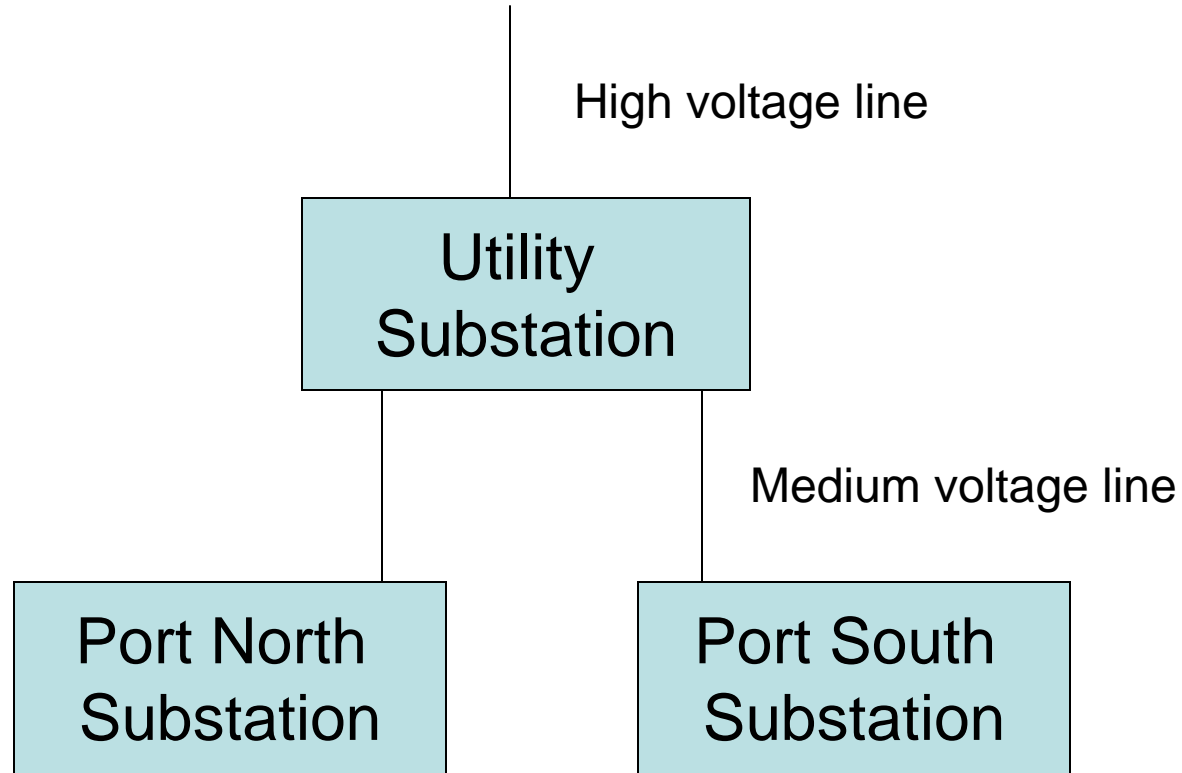 High voltage line
Utility
Substation
Medium voltage line
Port North
Substation
Port South
Substation